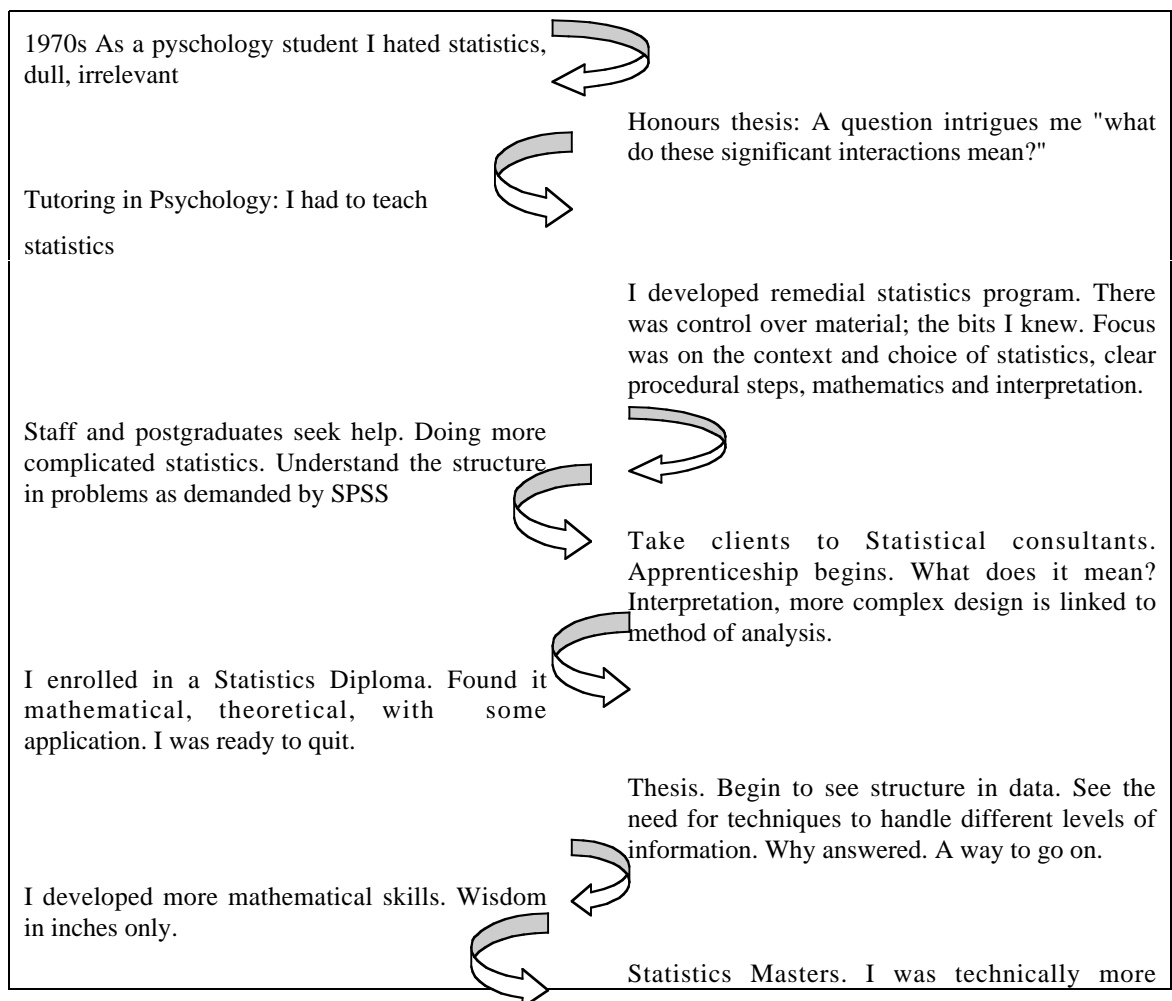 1970s As a pyschology student I hated statistics,
dull, irrelevant
Honours thesis: A question intrigues me "what
do these significant interactions mean?"
Tutoring in Psychology: I had to teach
statistics
I developed remedial statistics program. There
was control over material; the bits I knew. Focus
was on the context and choice of statistics, clear
procedural steps, mathematics and interpretation.
Staff and postgraduates seek help. Doing more
complicated statistics. Understand the structure
in problems as demanded by SPSS
Take clients to Statistical consultants.
Apprenticeship begins. What does it mean?
Interpretation, more complex design is linked to
method of analysis.
I enrolled in a Statistics Diploma. Found it
mathematical, theoretical, with some
application. I was ready to quit.
Thesis. Begin to see structure in data. See the
need for techniques to handle different levels of
information. Why answered. A way to go on.
I developed more mathematical skills. Wisdom
in inches only.
Statistics Masters. I was technically more